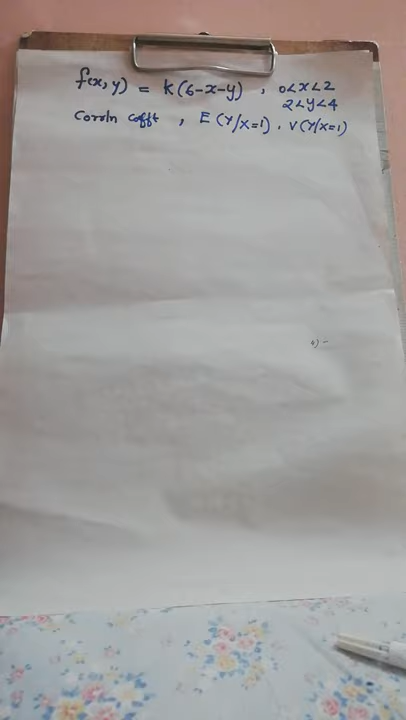 f(x, y) = k(6-x-y) , 0<x<2
2<y<4
Corrln cofft , E(Y/X=1) , V(Y/X=1)